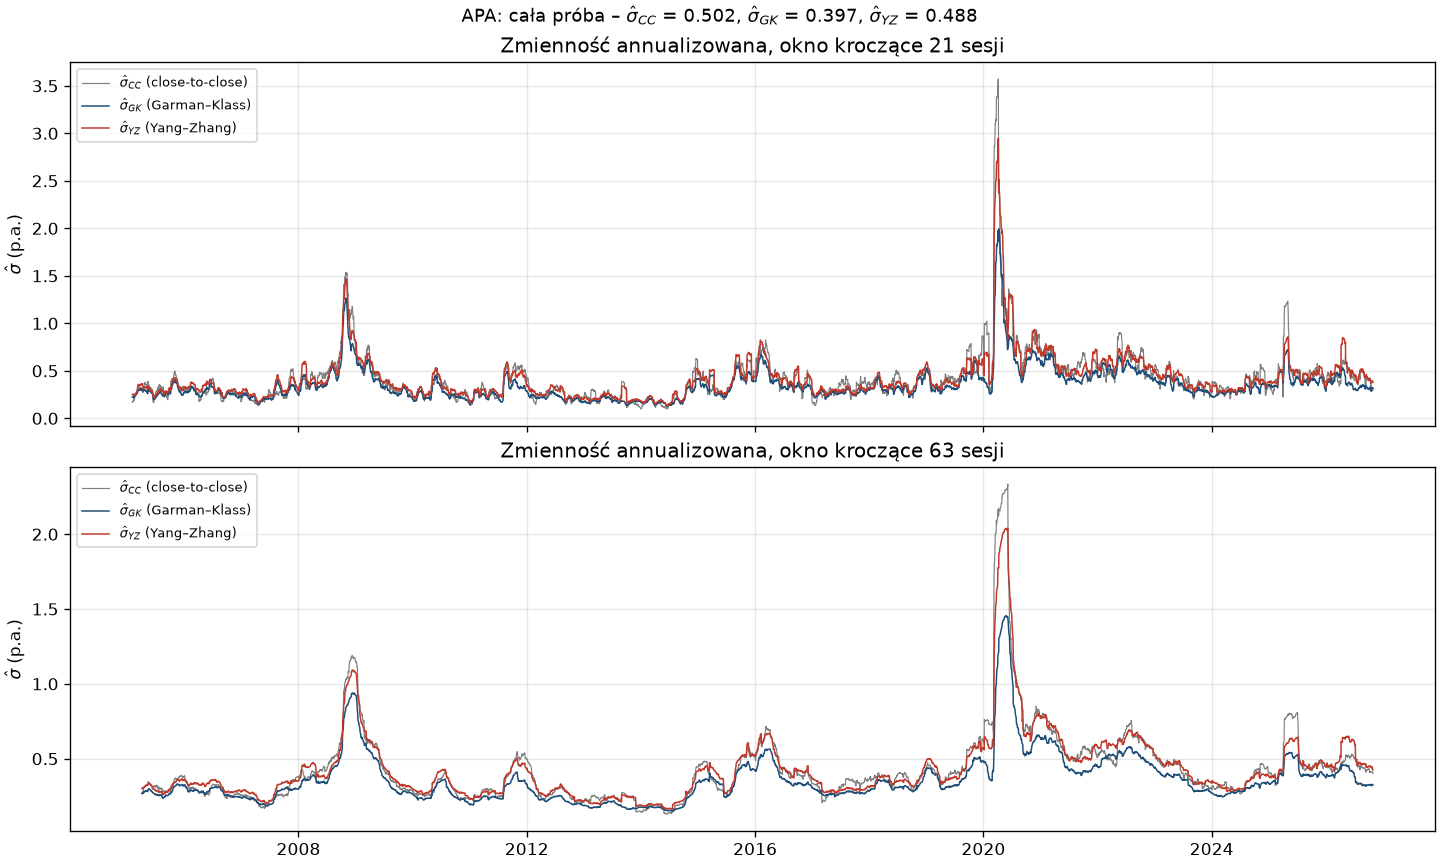 APA: cała próba – σ̂CC = 0.502, σ̂GK = 0.397, σ̂YZ = 0.488
Zmienność annualizowana, okno kroczące 21 sesji
σ̂CC (close-to-close)
σ̂GK (Garman–Klass)
σ̂YZ (Yang–Zhang)
σ̂ (p.a.)
3.5
3.0
2.5
2.0
1.5
1.0
0.5
0.0
Zmienność annualizowana, okno kroczące 63 sesji
σ̂CC (close-to-close)
σ̂GK (Garman–Klass)
σ̂YZ (Yang–Zhang)
σ̂ (p.a.)
2.0
1.5
1.0
0.5
2008 2012 2016 2020 2024